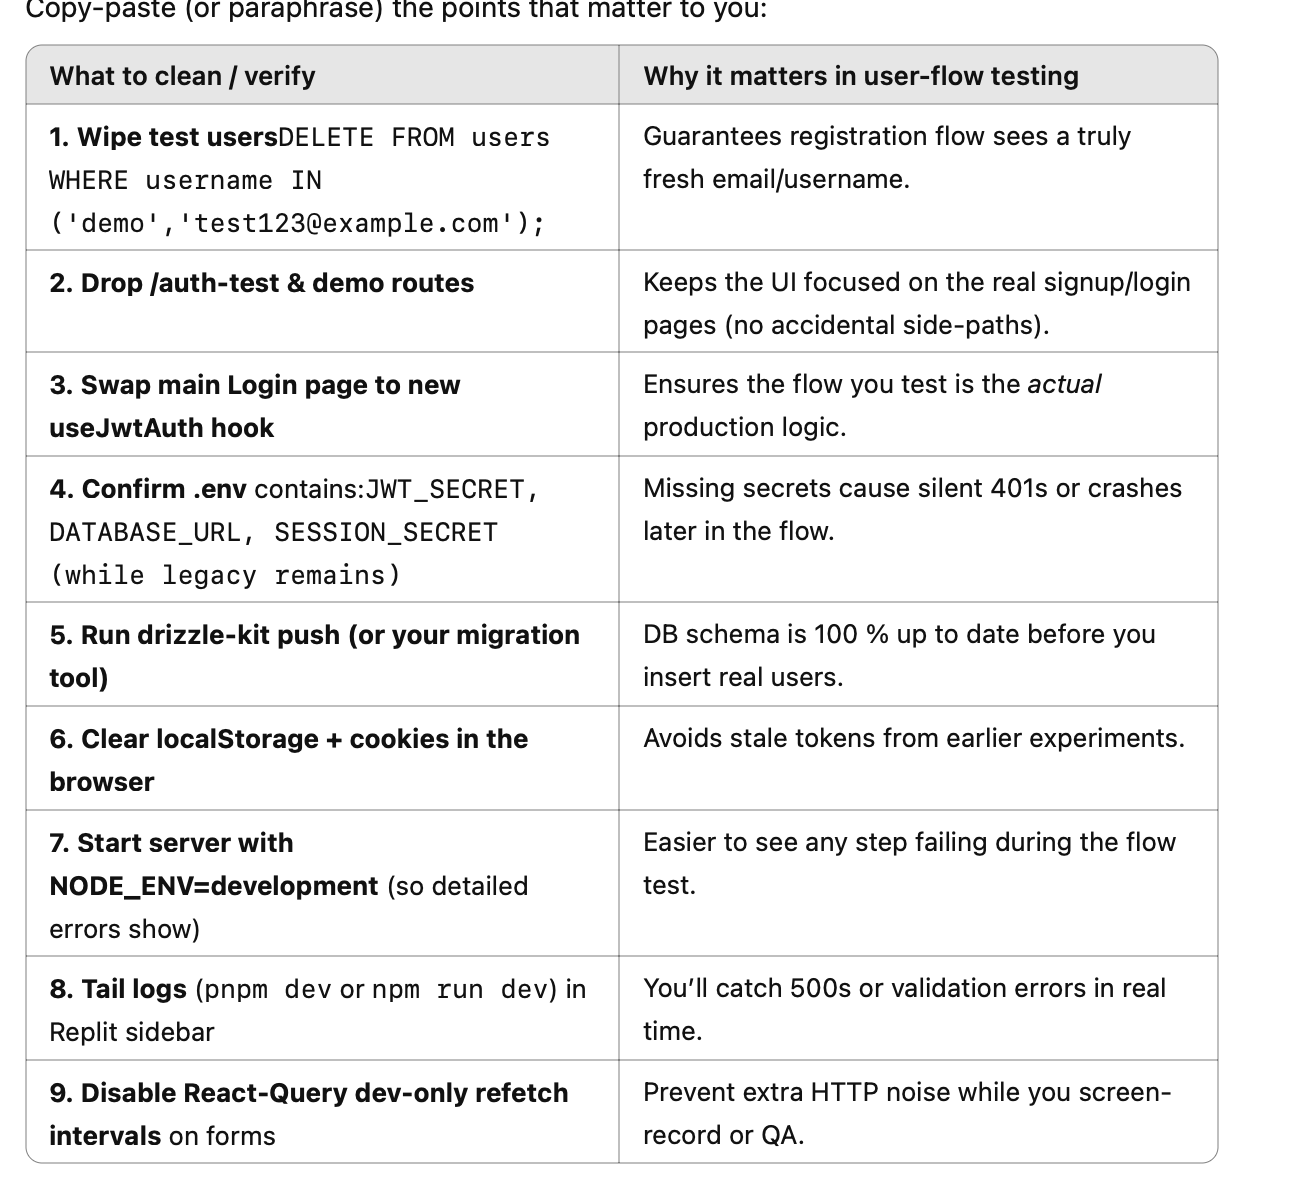 Copy-paste (or paraphrase) the points that matter to you:
What to clean / verify
Why it matters in user-flow testing
1. Wipe test usersDELETE FROM users
WHERE username IN
('demo','test123@example.com');
Guarantees registration flow sees a truly
fresh email/username.
2. Drop /auth-test & demo routes
Keeps the UI focused on the real signup/login
pages (no accidental side-paths).
3. Swap main Login page to new
useJwtAuth hook
Ensures the flow you test is the actual
production logic.
4. Confirm .env contains:JWT_SECRET,
DATABASE_URL, SESSION_SECRET
(while legacy remains)
Missing secrets cause silent 401s or crashes
later in the flow.
5. Run drizzle-kit push (or your migration
tool)
DB schema is 100 % up to date before you
insert real users.
6. Clear localStorage + cookies in the
browser
Avoids stale tokens from earlier experiments.
7. Start server with
NODE_ENV=development (so detailed
errors show)
Easier to see any step failing during the flow
test.
8. Tail logs (pnpm dev or npm run dev) in
Replit sidebar
You’ll catch 500s or validation errors in real
time.
9. Disable React-Query dev-only refetch
intervals on forms
Prevent extra HTTP noise while you screen-
record or QA.